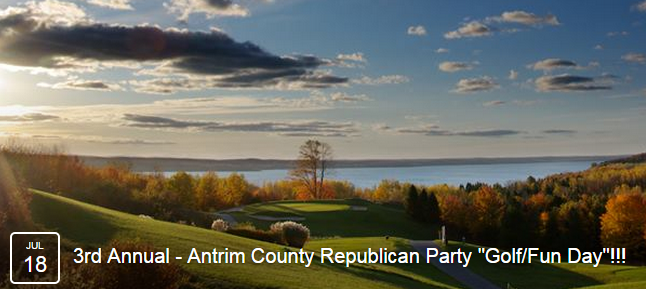 JUL
18
3rd Annual - Antrim County Republican Party "Golf/Fun Day"!!!